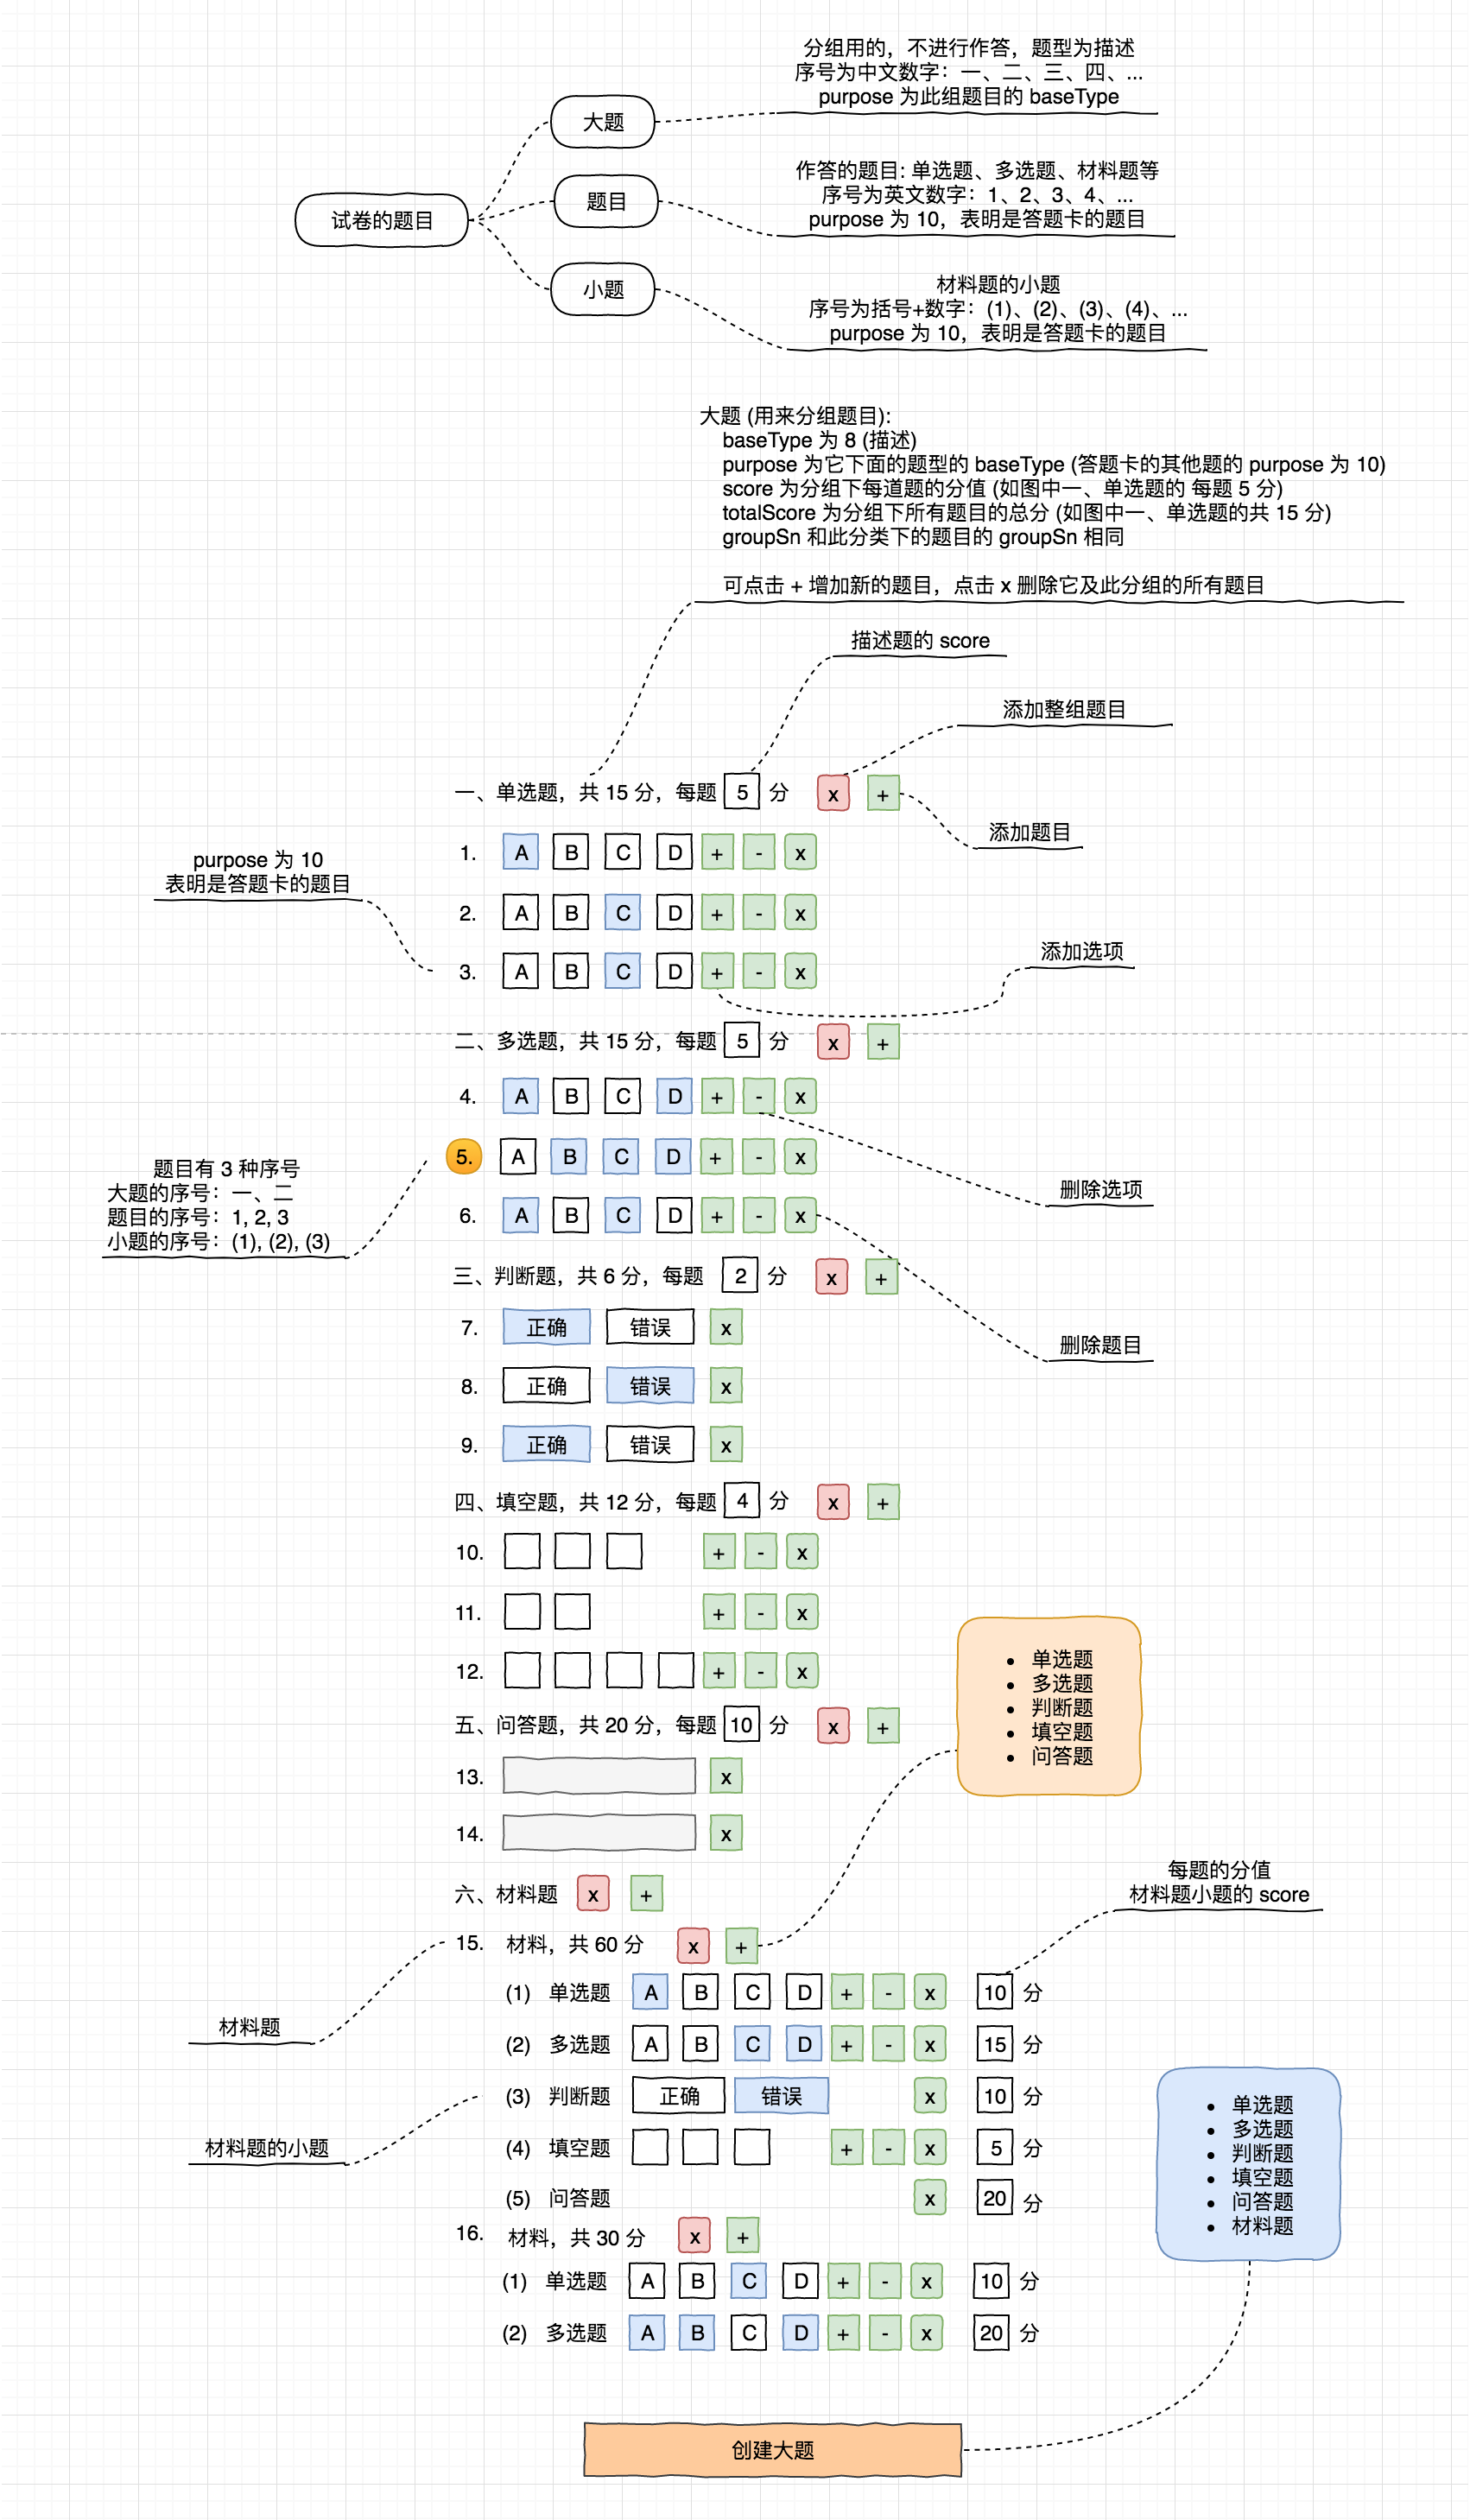 分组用的，不进行作答，题型为描述
序号为中文数字：一、二、三、四、...
purpose 为此组题目的 baseType
大题
作答的题目: 单选题、多选题、材料题等
序号为英文数字：1、2、3、4、...
purpose 为 10，表明是答题卡的题目
题目
试卷的题目
小题
材料题的小题
序号为括号+数字：(1)、(2)、(3)、(4)、...
purpose 为 10，表明是答题卡的题目
大题 (用来分组题目):
baseType 为 8 (描述)
purpose 为它下面的题型的 baseType (答题卡的其他题的 purpose 为 10)
score 为分组下每道题的分值 (如图中一、单选题的 每题 5 分)
totalScore 为分组下所有题目的总分 (如图中一、单选题的共 15 分)
groupSn 和此分类下的题目的 groupSn 相同
可点击 + 增加新的题目，点击 x 删除它及此分组的所有题目
描述题的 score
添加整组题目
一、单选题，共 15 分，每题 5 分 x +
添加题目
1. A B C D + - x
purpose 为 10
表明是答题卡的题目
2. A B C D + - x
添加选项
3. A B C D + - x
二、多选题，共 15 分，每题 5 分 x +
4. A B C D + - x
5. A B C D + - x
题目有 3 种序号
大题的序号：一、二
题目的序号：1, 2, 3
小题的序号：(1), (2), (3)
删除选项
6. A B C D + - x
三、判断题，共 6 分，每题 2 分 x +
7. 正确 错误 x
删除题目
8. 正确 错误 x
9. 正确 错误 x
四、填空题，共 12 分，每题 4 分 x +
10. + - x
11. + - x
12. + - x
• 单选题
• 多选题
• 判断题
• 填空题
• 问答题
五、问答题，共 20 分，每题 10 分 x +
13. x
14. x
六、材料题 x +
每题的分值
材料题小题的 score
15. 材料，共 60 分 x +
(1) 单选题 A B C D + - x 10 分
材料题
(2) 多选题 A B C D + - x 15 分
(3) 判断题 正确 错误 x 10 分
材料题的小题
(4) 填空题 + - x 5 分
(5) 问答题 x 20 分
• 单选题
• 多选题
• 判断题
• 填空题
• 问答题
• 材料题
16. 材料，共 30 分 x +
(1) 单选题 A B C D + - x 10 分
(2) 多选题 A B C D + - x 20 分
创建大题